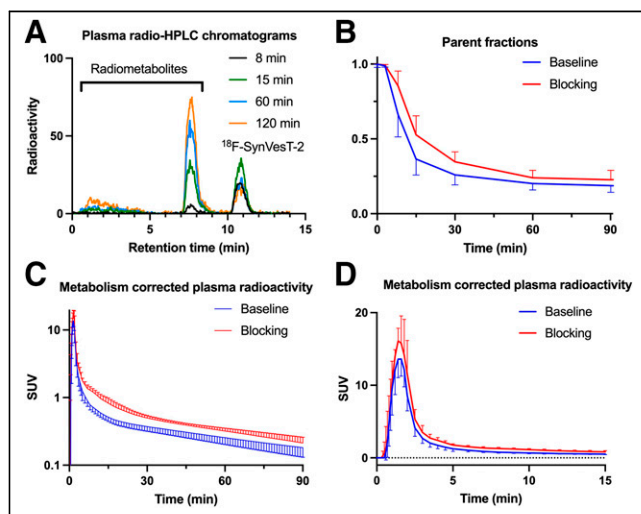 A
Plasma radio-HPLC chromatograms
Radiometabolites
8 min
15 min
60 min
120 min
¹⁸F-SynVesT-2
Radioactivity
100
50
0
0 5 10 15
Retention time (min)
B
Parent fractions
Baseline
Blocking
1.0
0.5
0.0
0 30 60 90
Time (min)
C
Metabolism corrected plasma radioactivity
Baseline
Blocking
SUV
10
1
0.1
0 30 60 90
Time (min)
D
Metabolism corrected plasma radioactivity
Baseline
Blocking
SUV
20
10
0
0 5 10 15
Time (min)